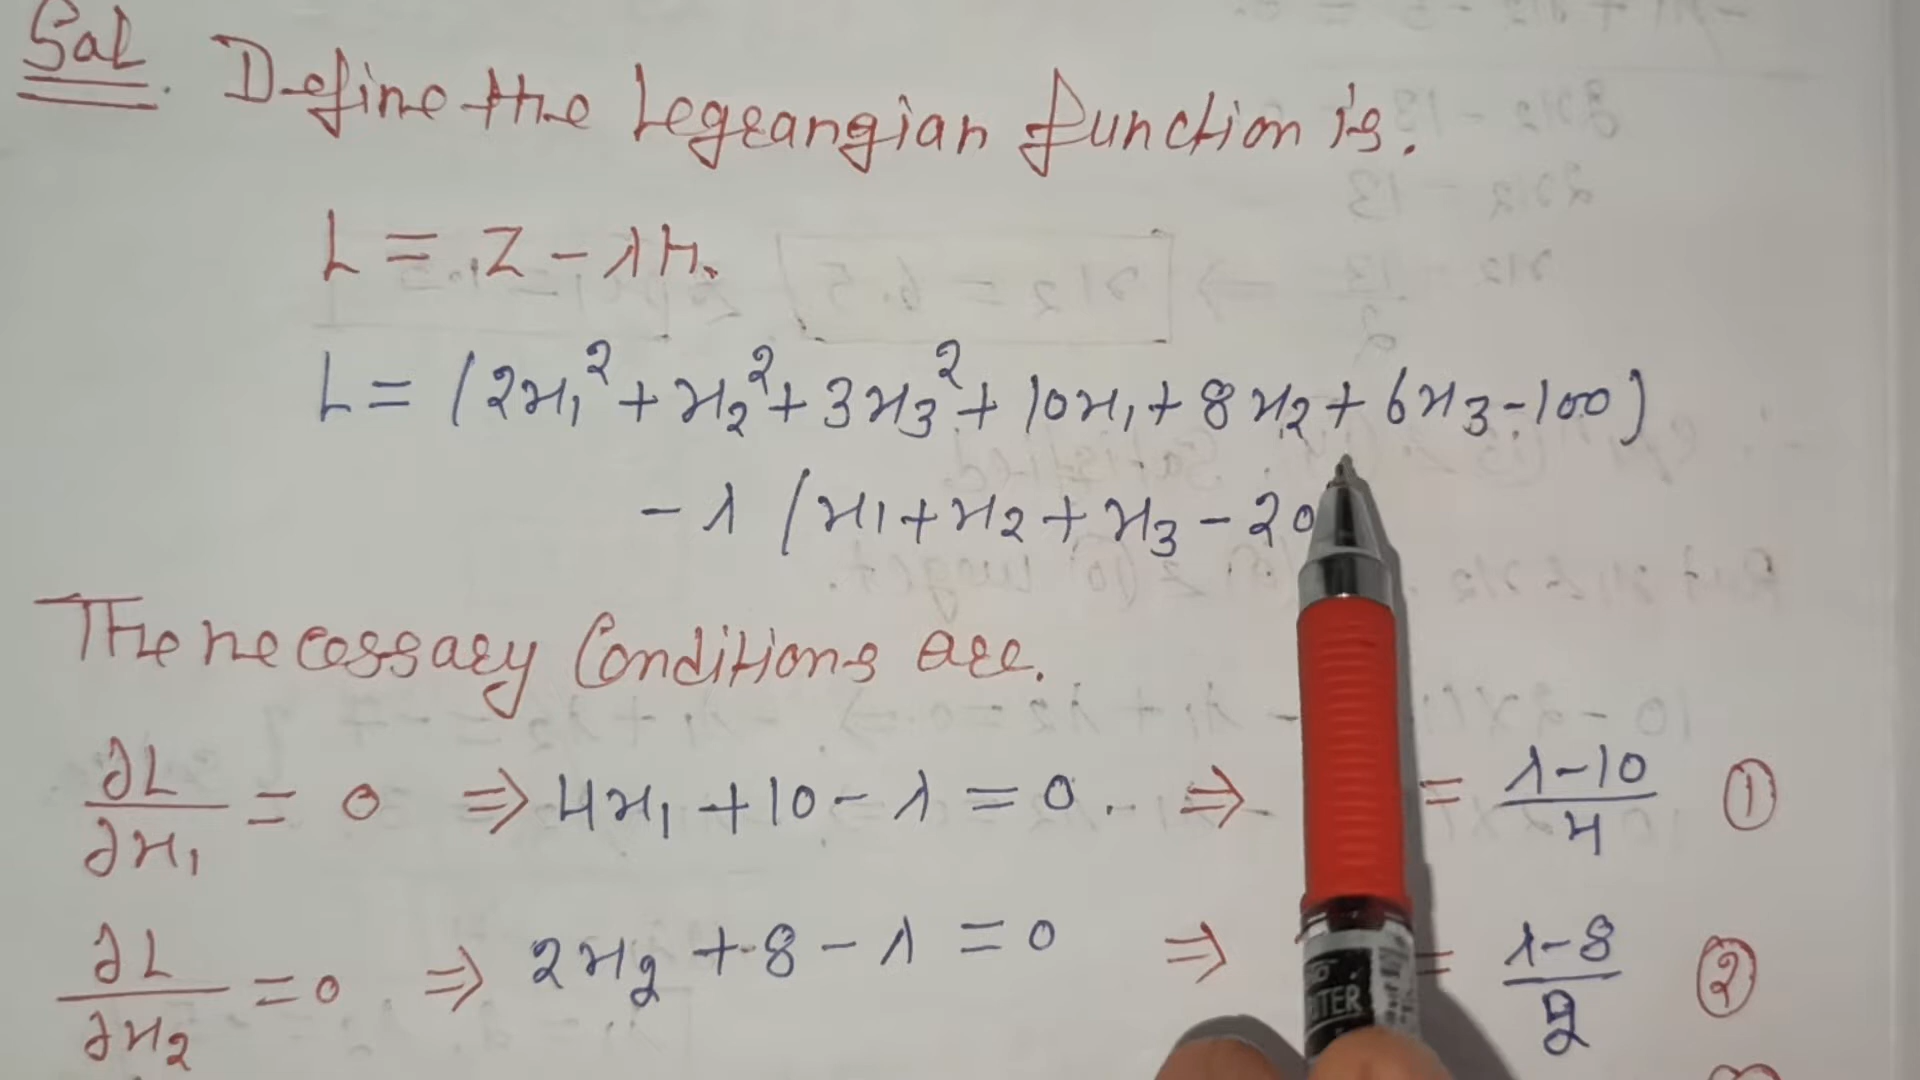 Sol.
Define the Legrangian function is.
L = Z - λh.
L = (2x₁² + x₂² + 3x₃² + 10x₁ + 8x₂ + 6x₃ - 100)
- λ (x₁ + x₂ + x₃ - 20
The necessary Conditions are.
∂L/∂x₁ = 0 ⇒ 4x₁ + 10 - λ = 0. ⇒ = λ-10/4 ①
∂L/∂x₂ = 0 ⇒ 2x₂ + 8 - λ = 0 ⇒ = λ-8/2 ②